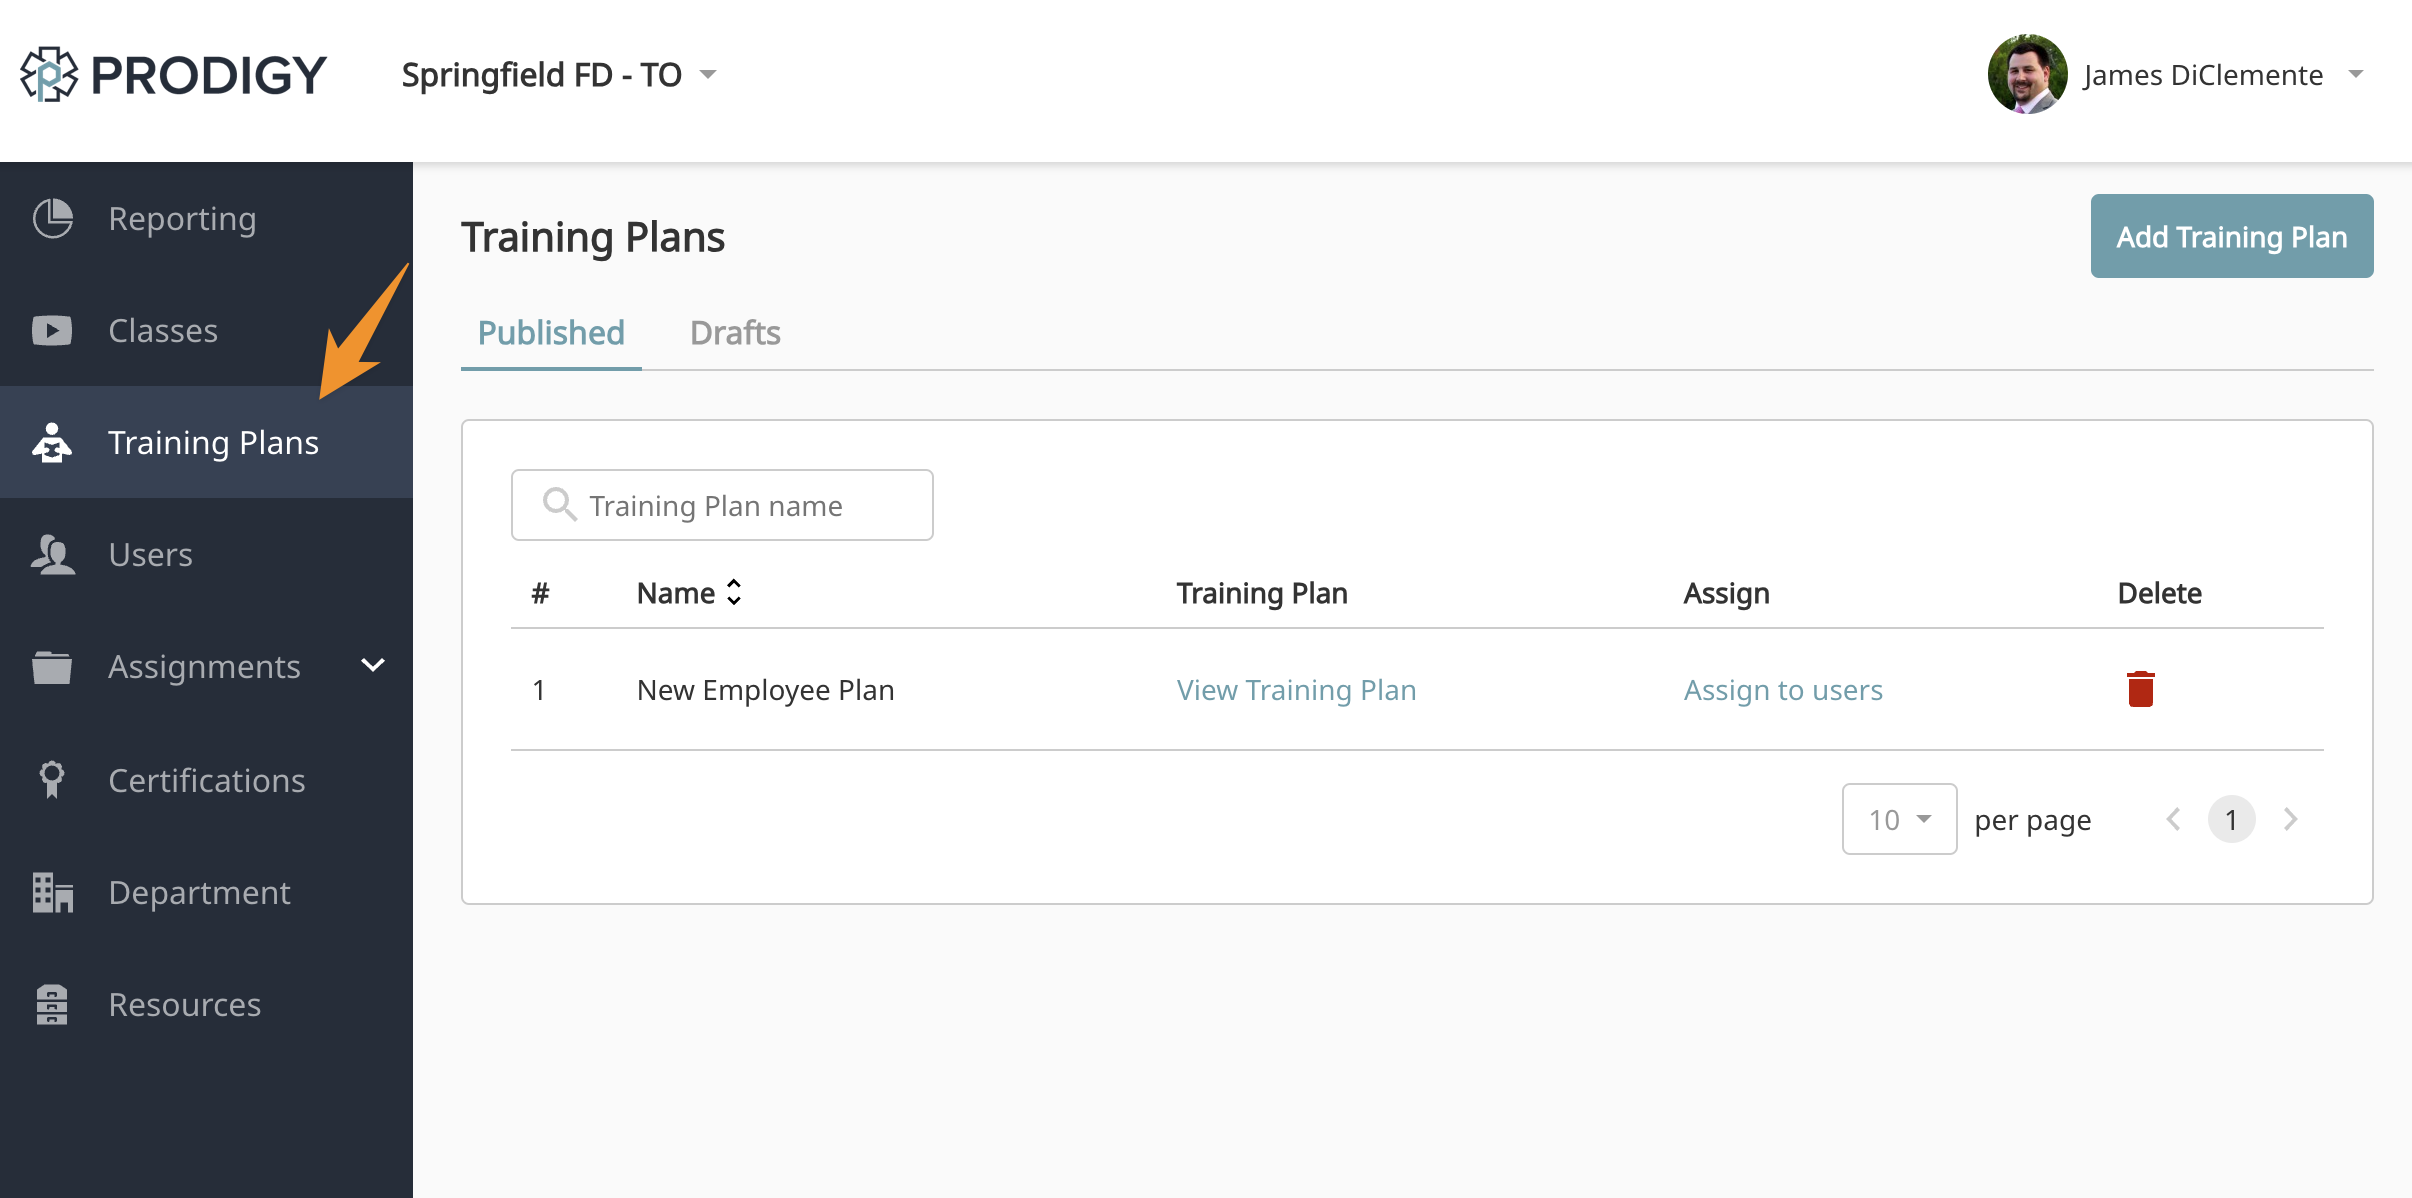 PRODIGY
Springfield FD - TO
James DiClemente
Reporting
Classes
Training Plans
Users
Assignments
Certifications
Department
Resources
Training Plans
Add Training Plan
Published Drafts
Training Plan name
# Name Training Plan Assign Delete
1 New Employee Plan View Training Plan Assign to users
10 per page 1